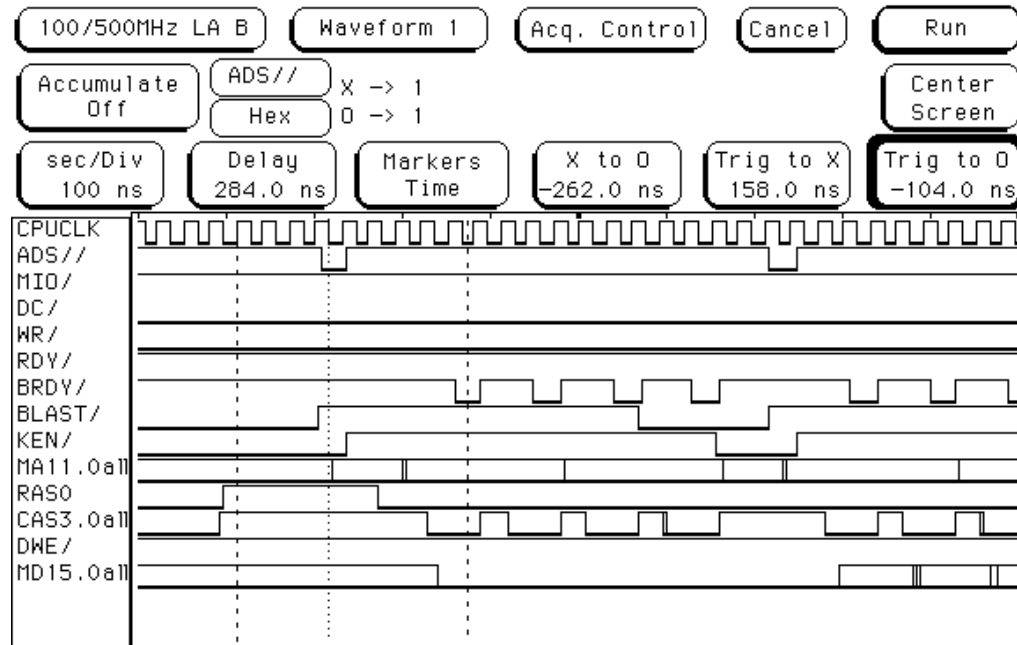 100/500MHz LA B Waveform 1 Acq. Control Cancel Run
Accumulate Off ADS// X -> 1 Center Screen
Hex O -> 1
sec/Div 100 ns Delay 284.0 ns Markers Time X to O -262.0 ns Trig to X 158.0 ns Trig to O -104.0 ns
CPUCLK
ADS//
MIO/
DC/
WR/
RDY/
BRDY/
BLAST/
KEN/
MA11.0all
RAS0
CAS3.0all
DWE/
MD15.0all